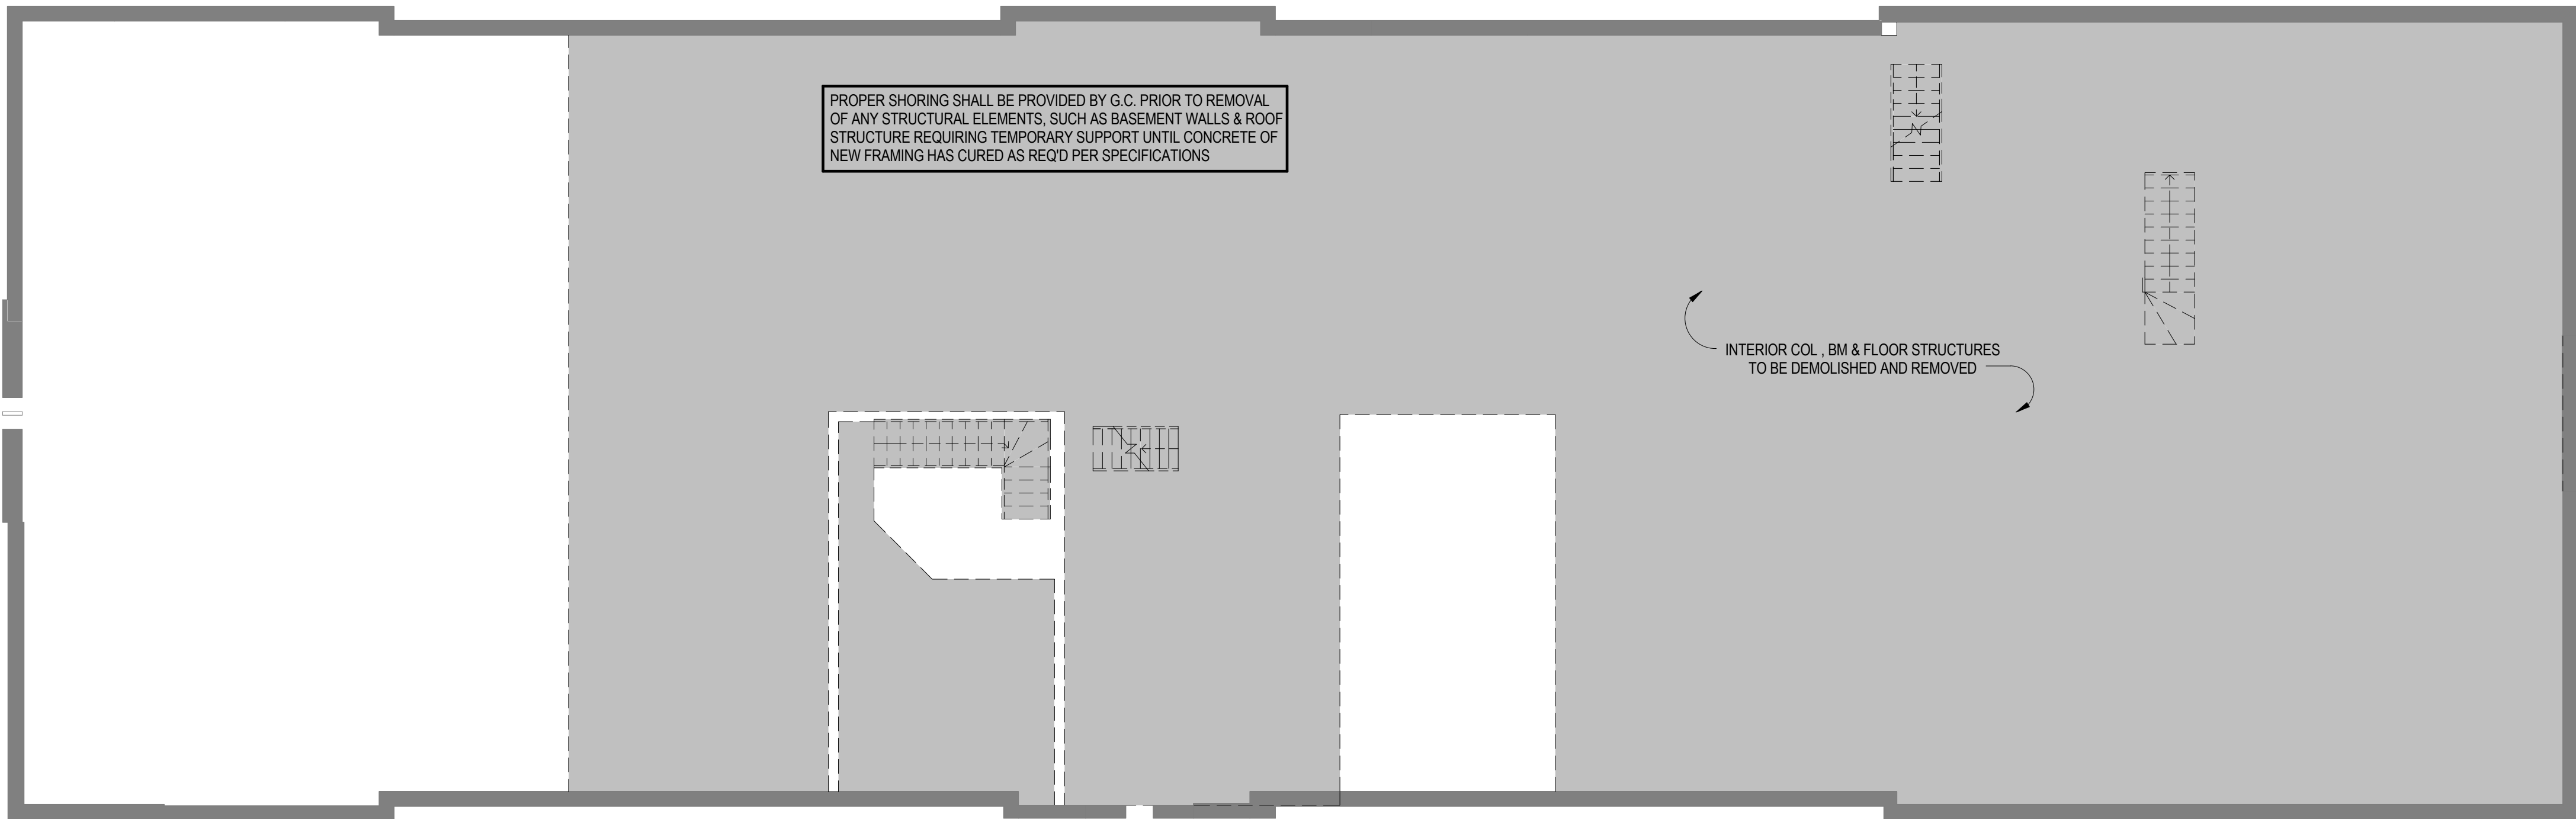 PROPER SHORING SHALL BE PROVIDED BY G.C. PRIOR TO REMOVAL
OF ANY STRUCTURAL ELEMENTS, SUCH AS BASEMENT WALLS & ROOF
STRUCTURE REQUIRING TEMPORARY SUPPORT UNTIL CONCRETE OF
NEW FRAMING HAS CURED AS REQ'D PER SPECIFICATIONS
INTERIOR COL , BM & FLOOR STRUCTURES
TO BE DEMOLISHED AND REMOVED